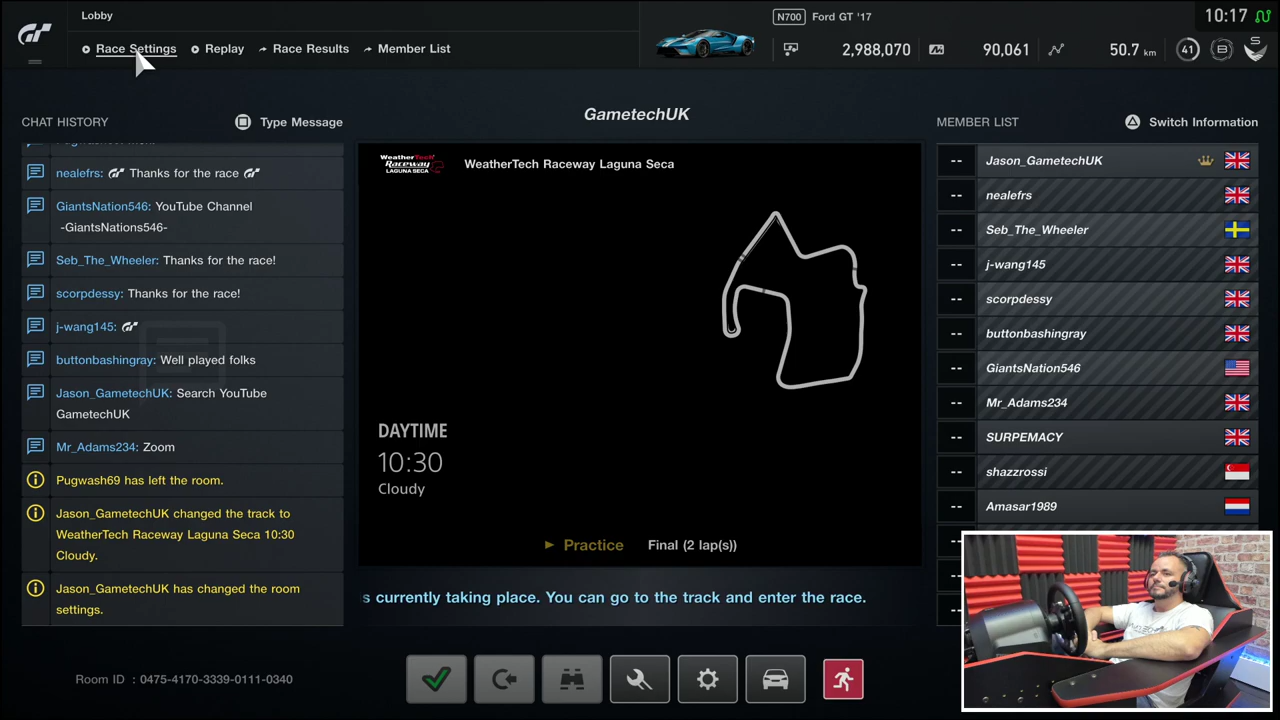 Lobby
Race Settings
Replay
Race Results
Member List
N700
Ford GT '17
2,988,070
90,061
50.7 km
10:17
41
B
S
CHAT HISTORY
Type Message
nealefrs: Thanks for the race
GiantsNation546: YouTube Channel
-GiantsNations546-
Seb_The_Wheeler: Thanks for the race!
scorpdessy: Thanks for the race!
j-wang145:
buttonbashingray: Well played folks
Jason_GametechUK: Search YouTube
GametechUK
Mr_Adams234: Zoom
Pugwash69 has left the room.
Jason_GametechUK changed the track to
WeatherTech Raceway Laguna Seca 10:30
Cloudy.
Jason_GametechUK has changed the room
settings.
GametechUK
WeatherTech
Raceway
LAGUNA SECA
WeatherTech Raceway Laguna Seca
DAYTIME
10:30
Cloudy
Practice
Final (2 lap(s))
s currently taking place. You can go to the track and enter the race.
MEMBER LIST
Switch Information
-- Jason_GametechUK
-- nealefrs
-- Seb_The_Wheeler
-- j-wang145
-- scorpdessy
-- buttonbashingray
-- GiantsNation546
-- Mr_Adams234
-- SURPEMACY
-- shazzrossi
-- Amasar1989
--
--
--
Room ID : 0475-4170-3339-0111-0340